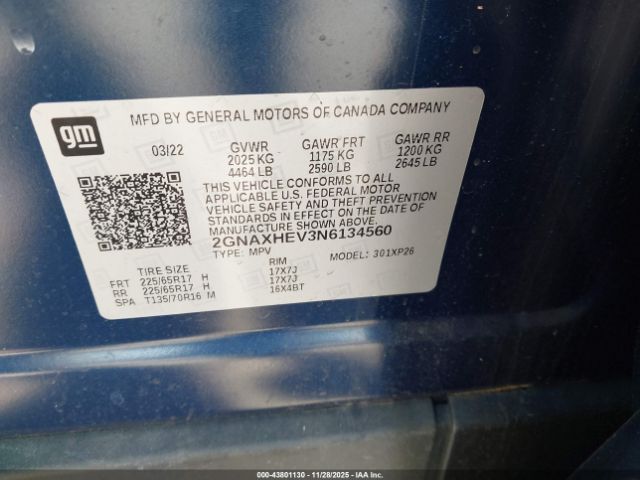 gm
MFD BY GENERAL MOTORS OF CANADA COMPANY
03/22 GVWR GAWR FRT GAWR RR
2025 KG 1175 KG 1200 KG
4464 LB 2590 LB 2645 LB
THIS VEHICLE CONFORMS TO ALL
APPLICABLE U.S. FEDERAL MOTOR
VEHICLE SAFETY AND THEFT PREVENTION
STANDARDS IN EFFECT ON THE DATE OF
MANUFACTURE SHOWN ABOVE.
2GNAXHEV3N6134560
TYPE: MPV MODEL: 301XP26
TIRE SIZE RIM
FRT 225/65R17 H 17X7J
RR 225/65R17 H 17X7J
SPA T135/70R16 M 16X4BT
000-43801130 - 11/28/2025 - IAA Inc.